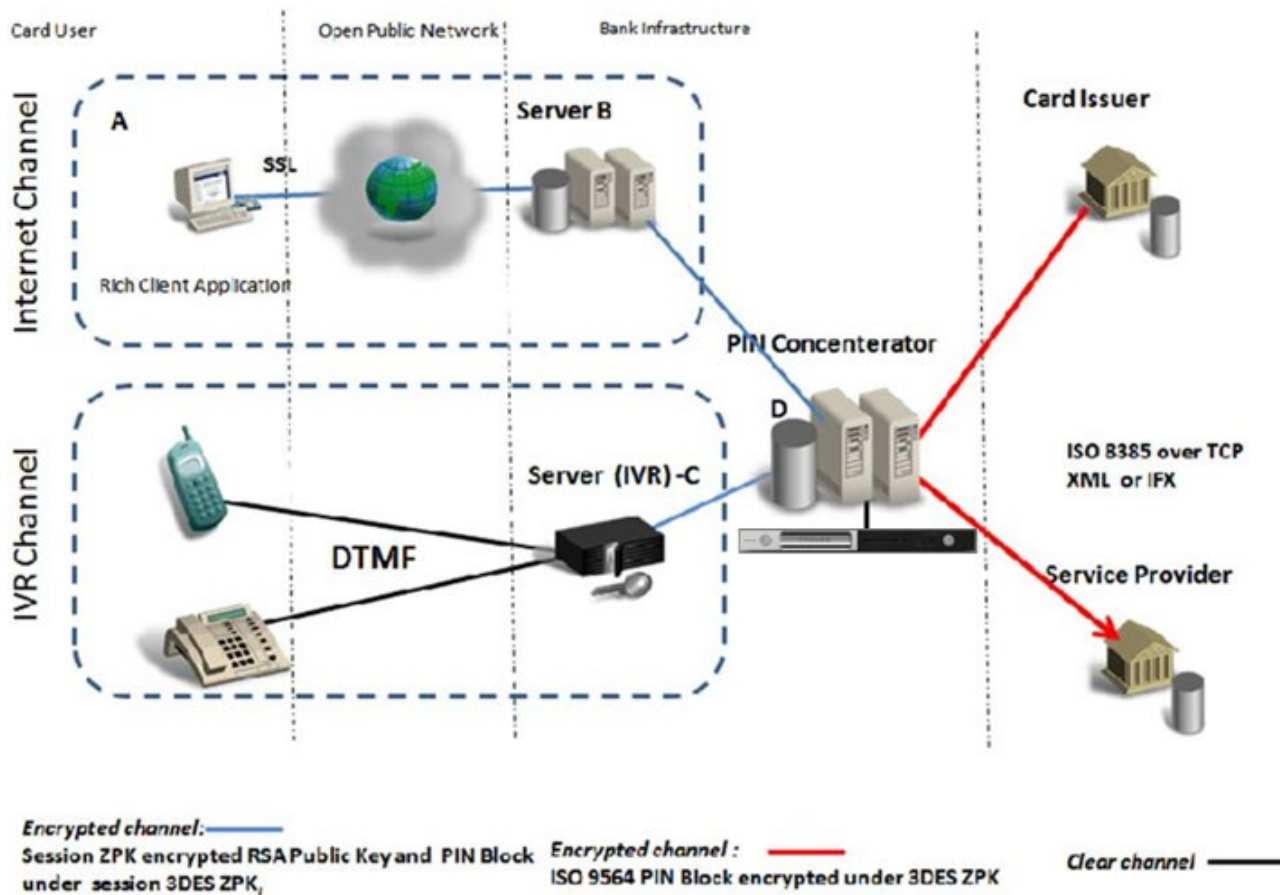 Card User
Open Public Network
Bank Infrastructure
Internet Channel
A
SSL
Server B
Card Issuer
Rich Client Application
PIN Concenterator
D
IVR Channel
Server (IVR) -C
DTMF
ISO 8385 over TCP
XML or IFX
Service Provider
Encrypted channel:
Session ZPK encrypted RSA Public Key and PIN Block
under session 3DES ZPK,
Encrypted channel :
ISO 9564 PIN Block encrypted under 3DES ZPK
Clear channel